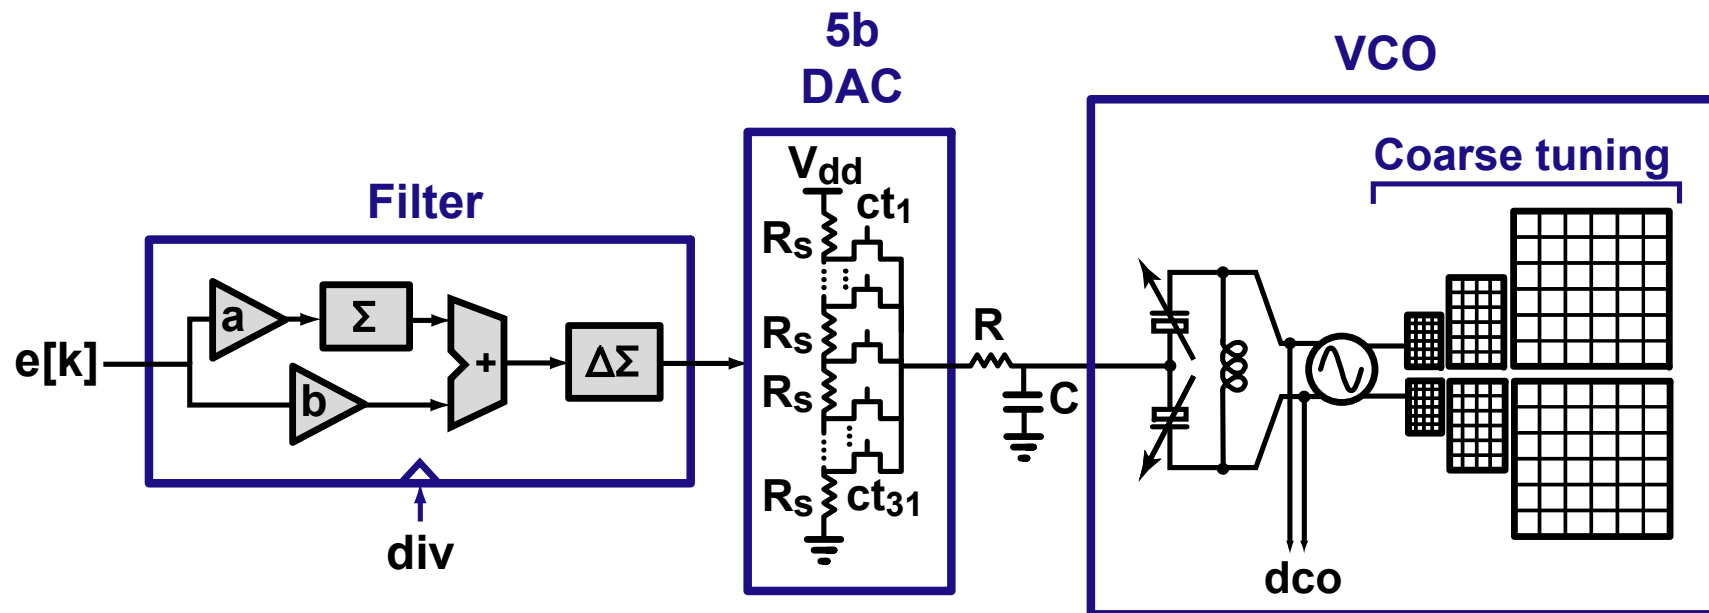 5b
DAC
VCO
Coarse tuning
Filter
Vdd
ct1
Rs
a
Σ
+
ΔΣ
e[k]
b
Rs
Rs
R
C
Rs
ct31
div
dco